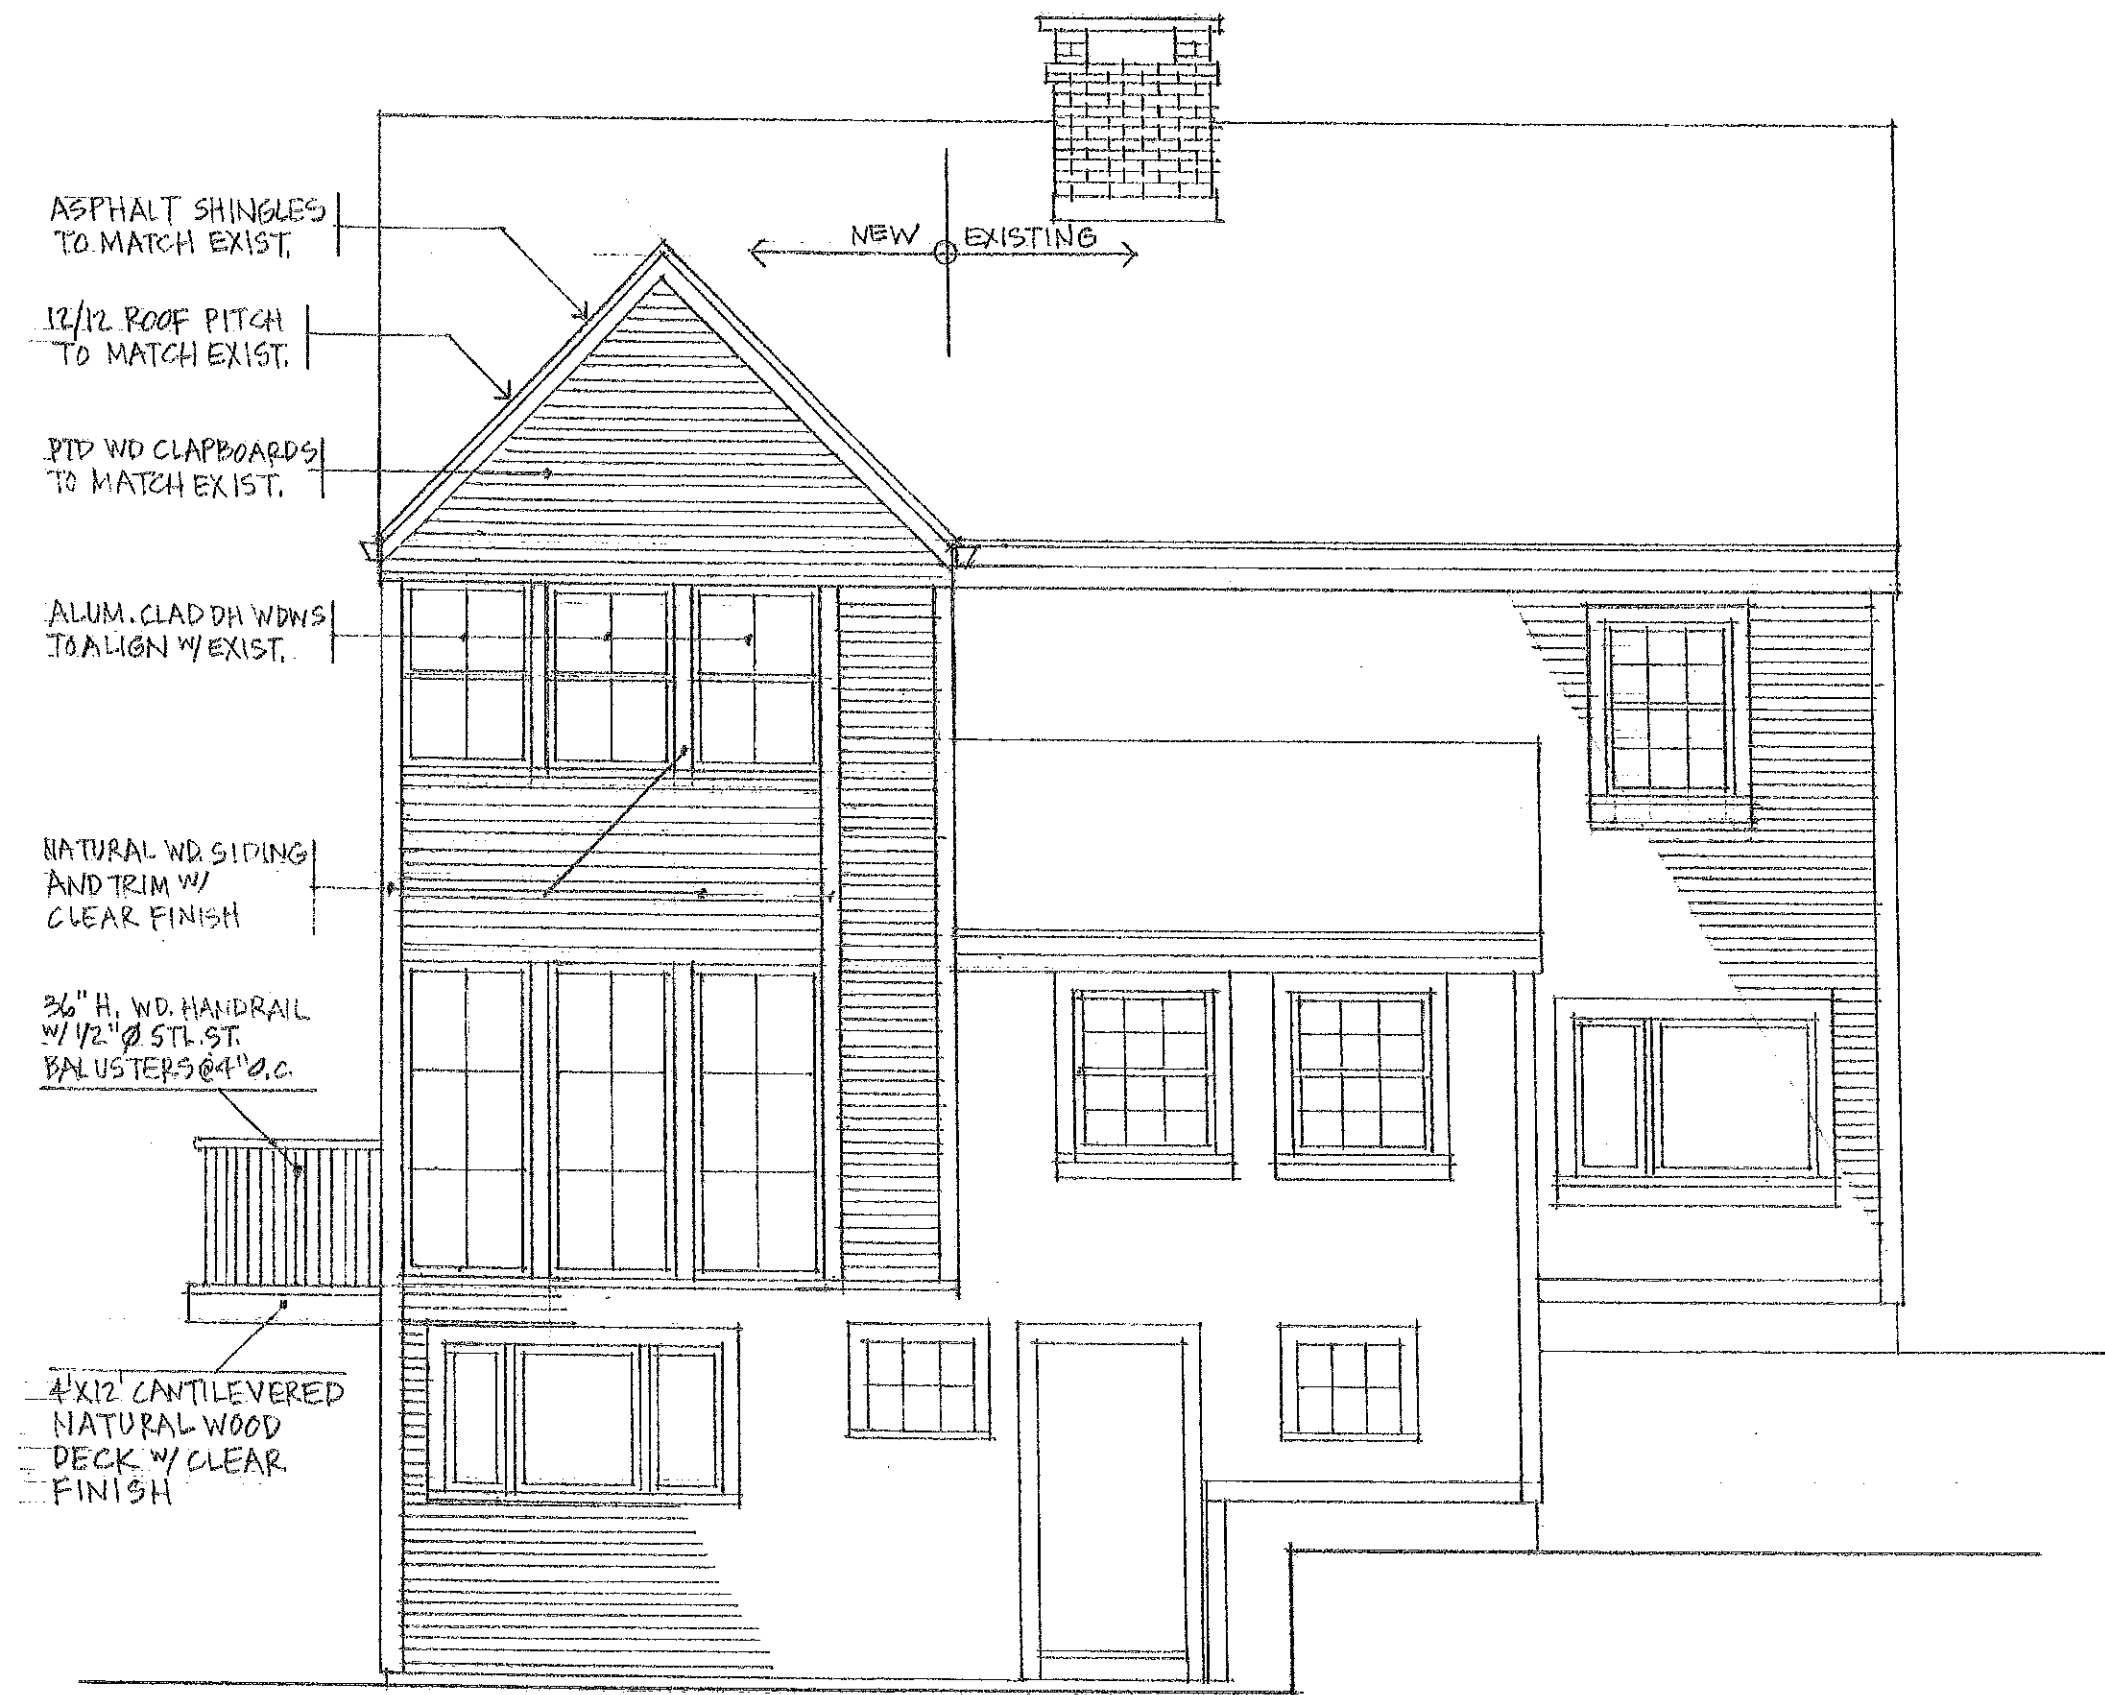 ASPHALT SHINGLES
TO MATCH EXIST.
NEW EXISTING
12/12 ROOF PITCH
TO MATCH EXIST.
PTD WD CLAPBOARDS
TO MATCH EXIST.
ALUM. CLAD DH WDWS
TO ALIGN W/ EXIST.
NATURAL WD. SIDING
AND TRIM W/
CLEAR FINISH
36" H. WD. HANDRAIL
W/ 1/2" Ø STL. ST.
BALUSTERS @ 4" O.C.
4'X12' CANTILEVERED
NATURAL WOOD
DECK W/ CLEAR
FINISH